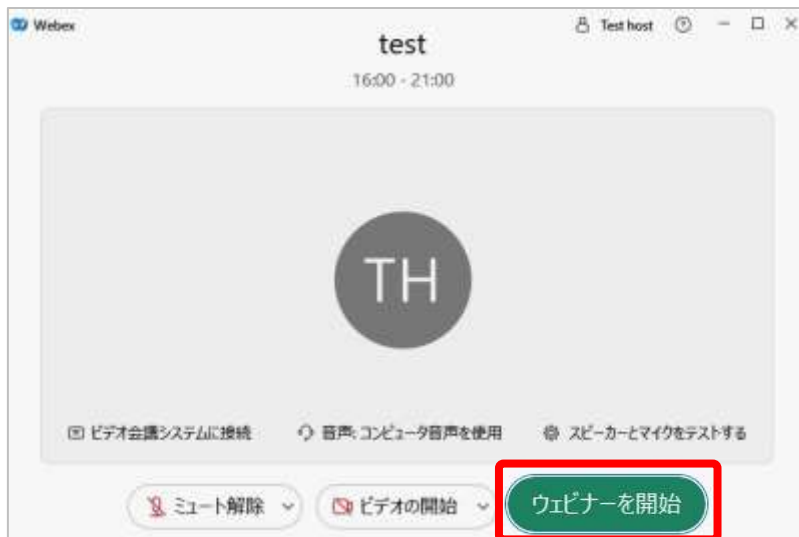 Webex
Test host
test
16:00 - 21:00
TH
ビデオ会議システムに接続 音声: コンピュータ音声を使用 スピーカーとマイクをテストする
ミュート解除 ビデオの開始 ウェビナーを開始